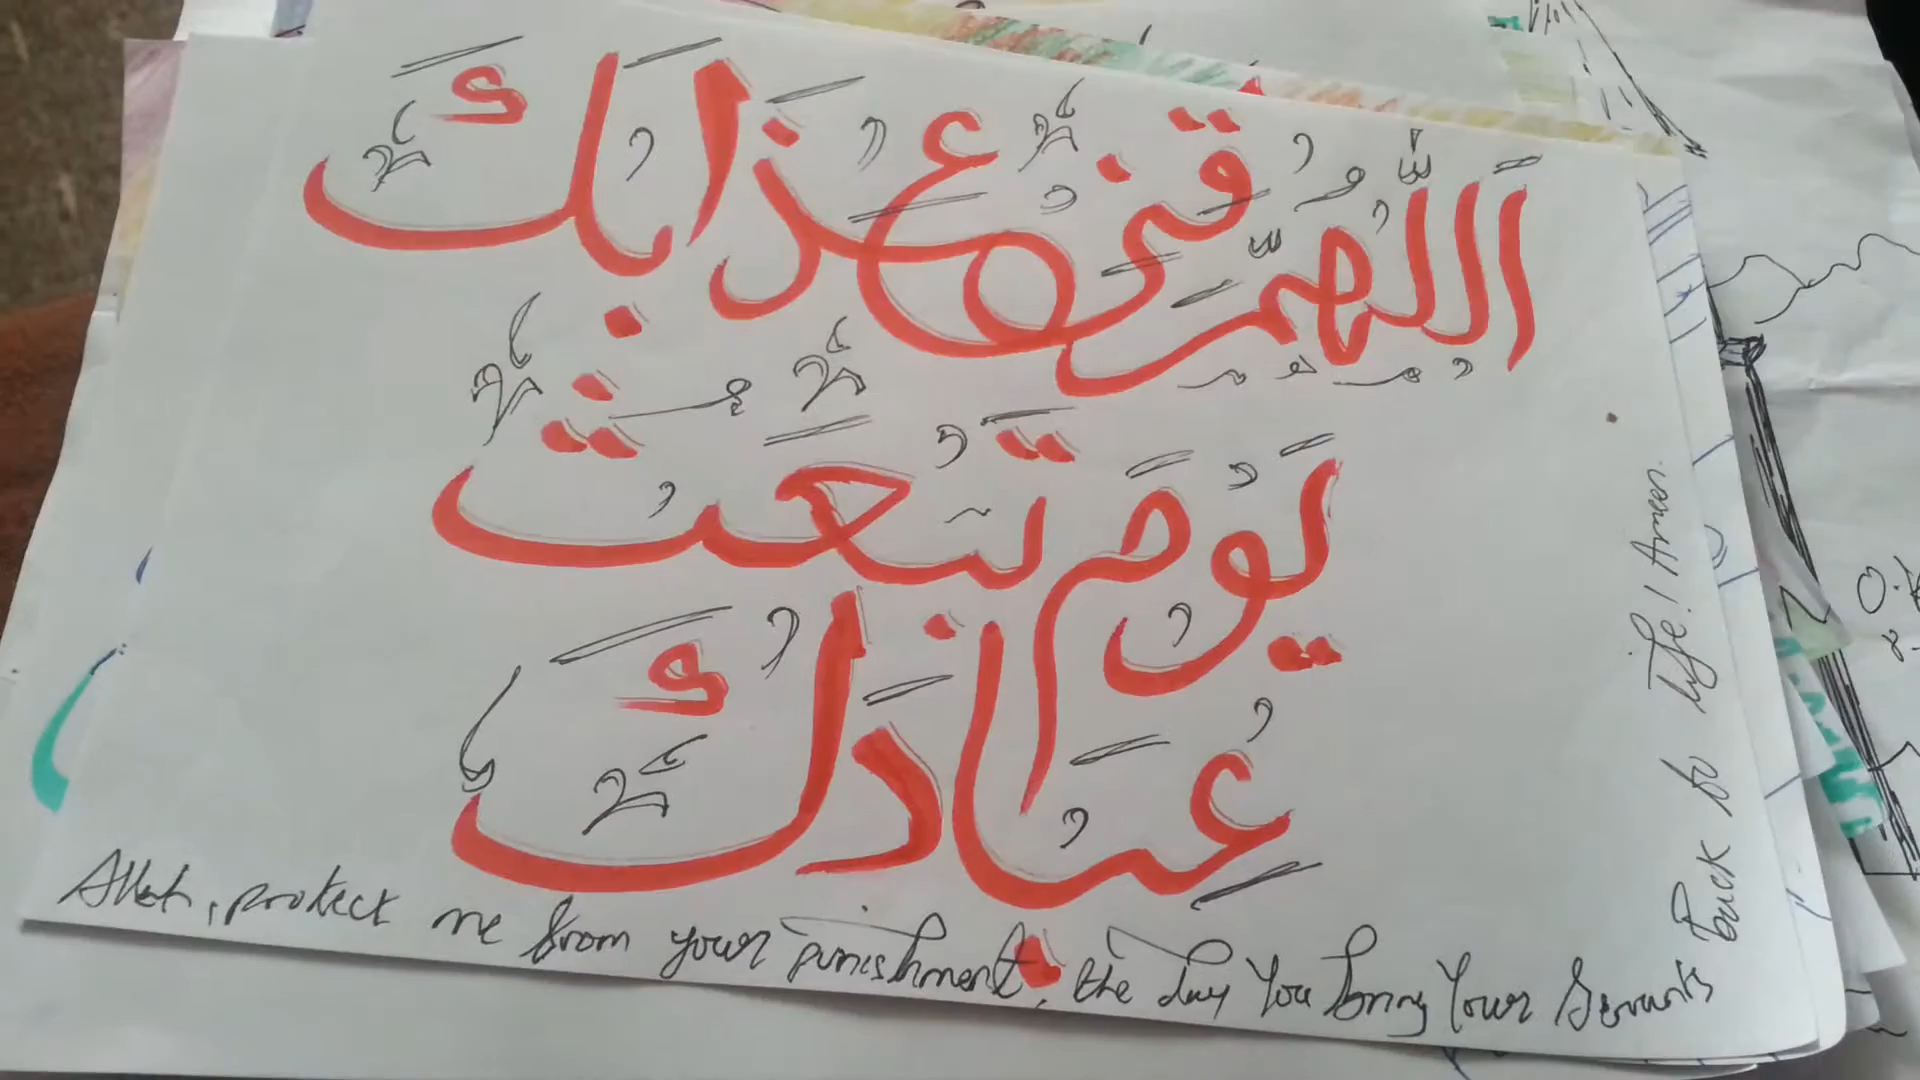 اَللّٰهُمَّ قِنِي عَذَابَكَ
يَوْمَ تَبْعَثُ
عِبَادَكَ
Allah, protect me from your punishment, the day You bring Your Servants
back to life! Ameen.